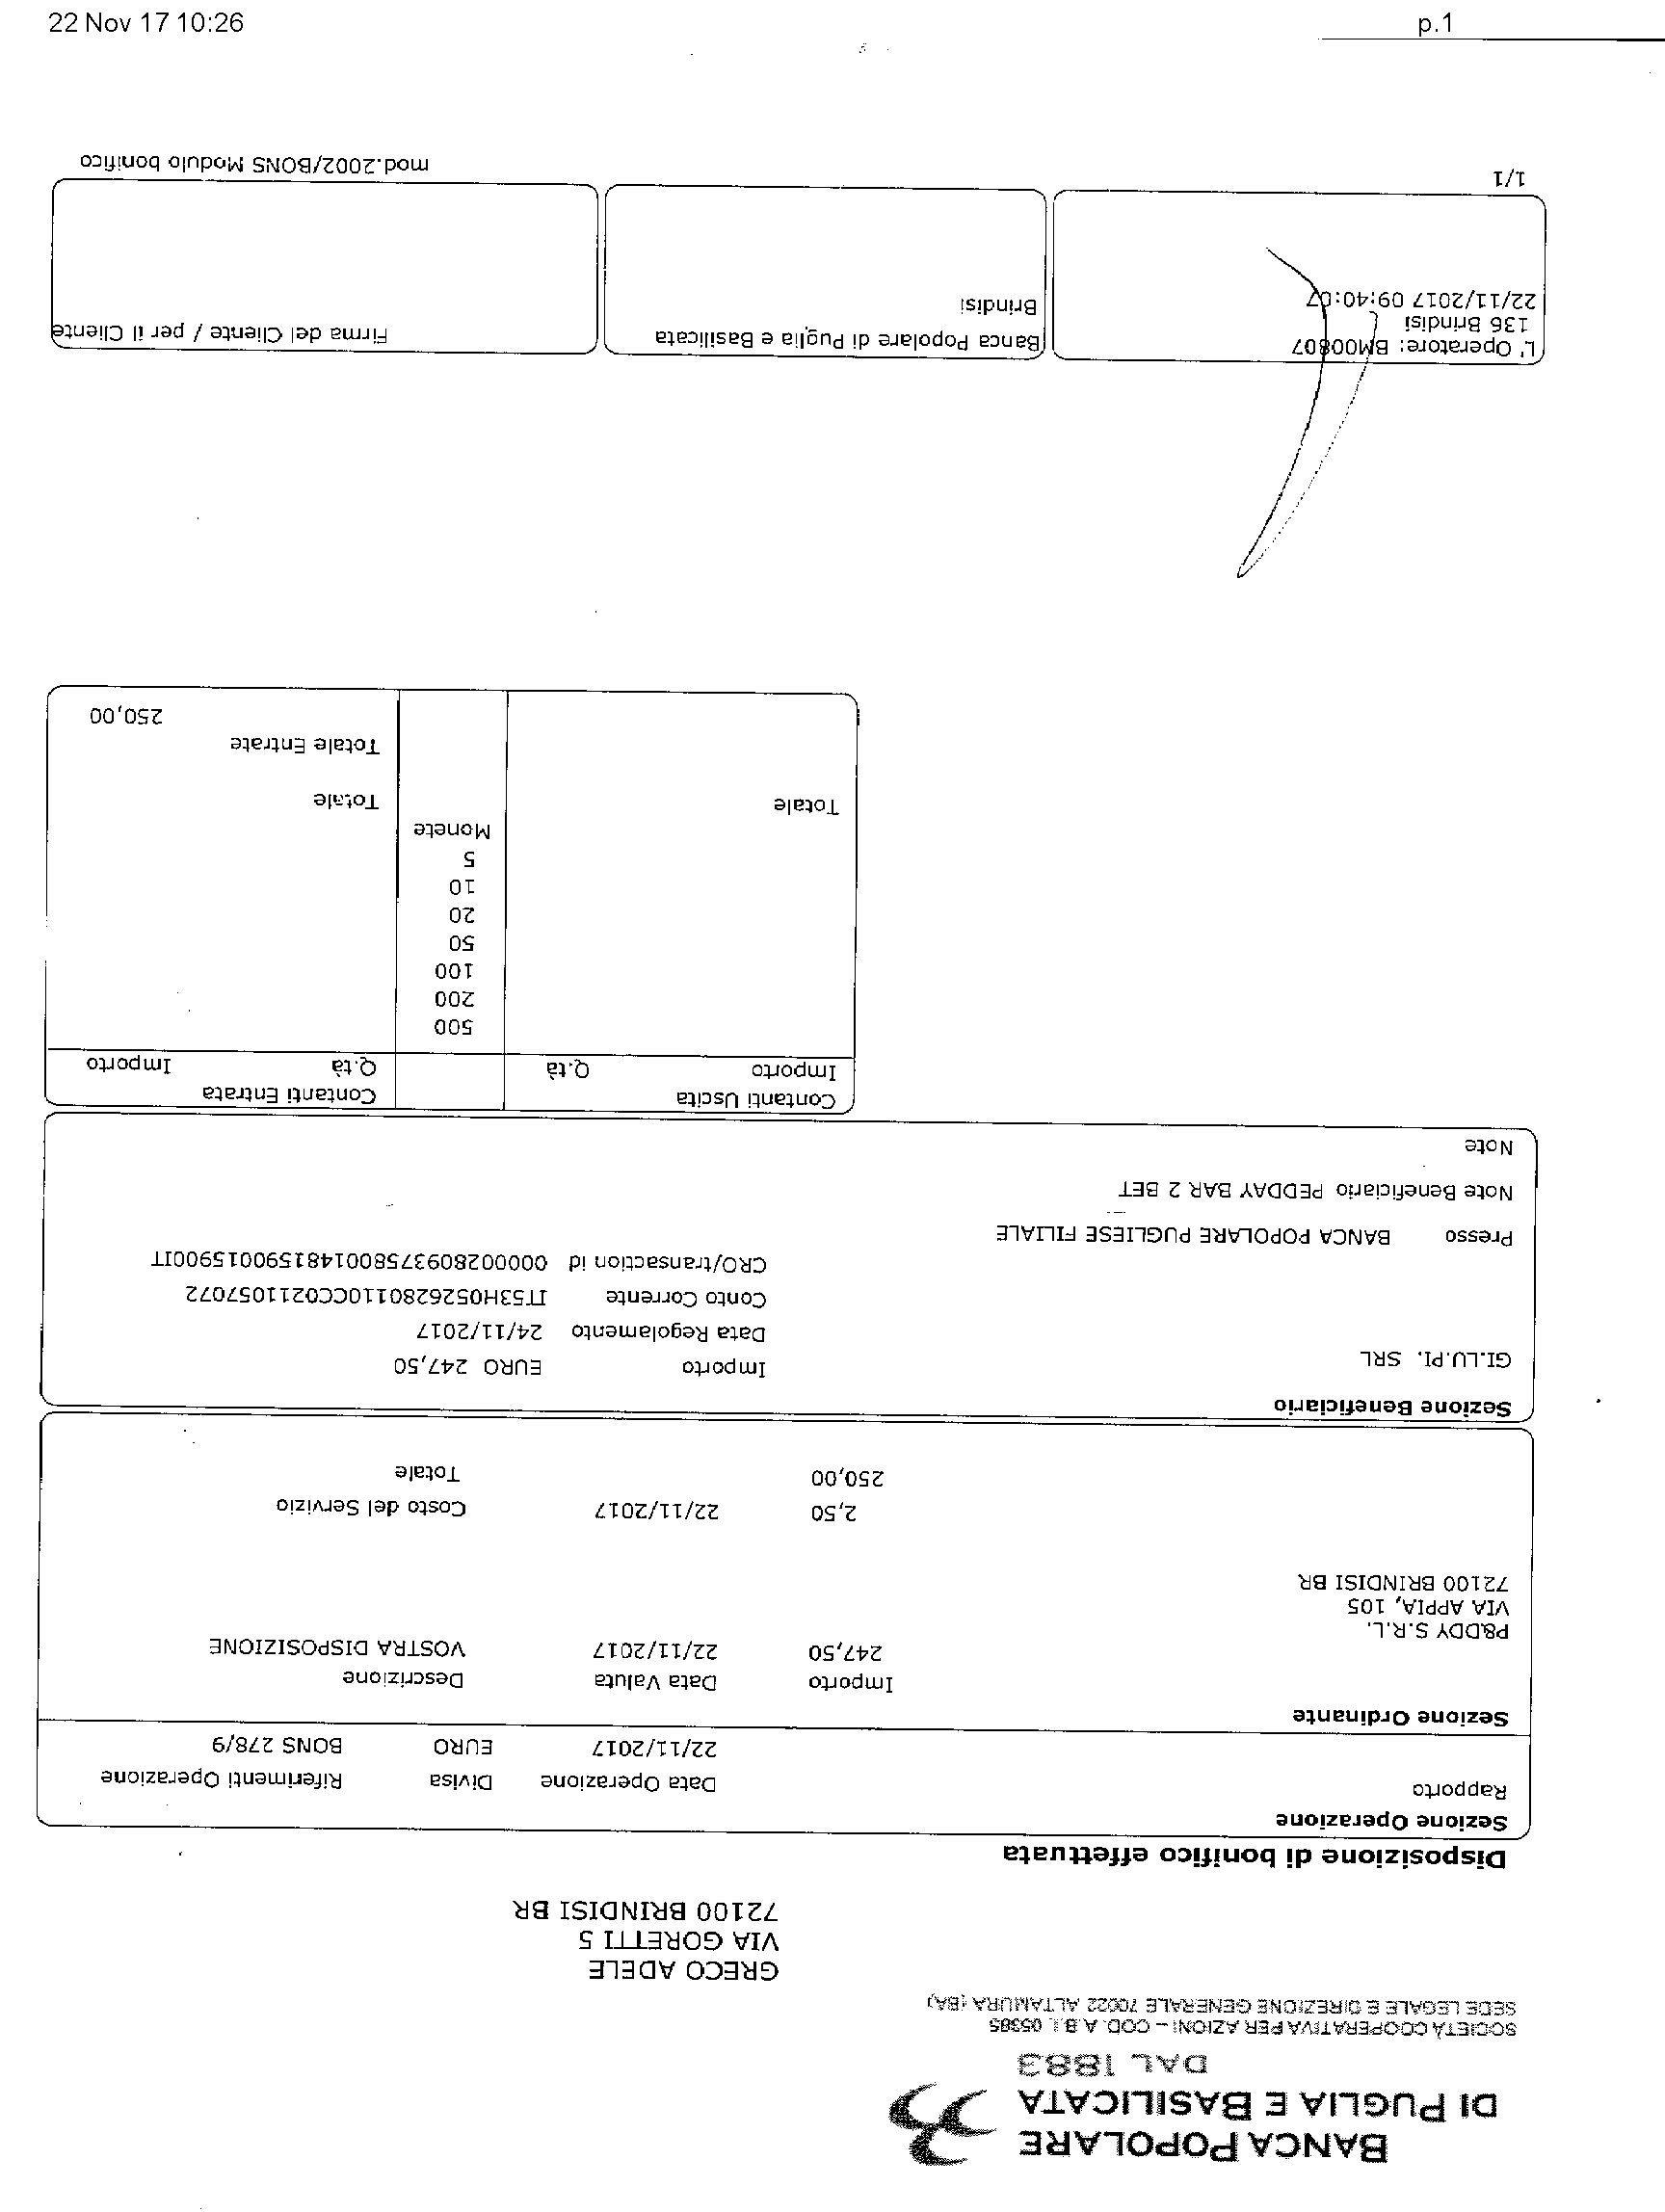 22 Nov 17 10:26
p.1
BANCA POPOLARE
DI PUGLIA E BASILICATA
DAL 1883
SOCIETÀ COOPERATIVA PER AZIONI – COD. A.B.I. 05385
SEDE LEGALE E DIREZIONE GENERALE 70022 ALTAMURA (BA)
GRECO ADELE
VIA GORETTI 5
72100 BRINDISI BR
Disposizione di bonifico effettuata
Sezione Operazione
Rapporto Data Operazione Divisa Riferimenti Operazione
22/11/2017 EURO BONS 278/9
Sezione Ordinante
Importo Data Valuta Descrizione
247,50 22/11/2017 VOSTRA DISPOSIZIONE
P&DDY S.R.L.
VIA APPIA, 105
72100 BRINDISI BR
2,50 22/11/2017 Costo del Servizio
250,00 Totale
Sezione Beneficiario
GI.LU.PI. SRL
Importo EURO 247,50
Data Regolamento 24/11/2017
Conto Corrente IT53H0526280110CC0211057072
CRO/transaction id 0000028093758001481590015900IT
Presso BANCA POPOLARE PUGLIESE FILIALE
Note Beneficiario PEDDAY BAR 2 BET
Note
Contanti Uscita Contanti Entrata
Importo Q.tà Q.tà Importo
500
200
100
50
20
10
5
Monete
Totale Totale
Totale Entrate
250,00
L' Operatore: BM00807
136 Brindisi
22/11/2017 09:40:07
Banca Popolare di Puglia e Basilicata
Brindisi
Firma del Cliente / per il Cliente
1/1
mod.2002/BONS Modulo bonifico